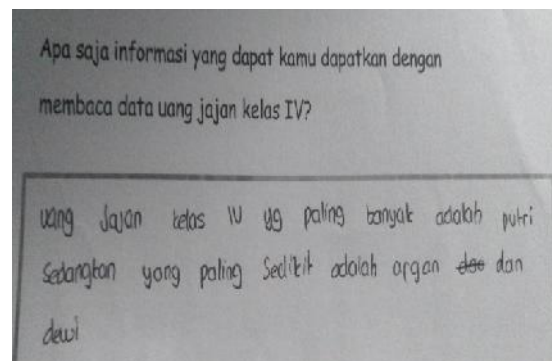 Apa saja informasi yang dapat kamu dapatkan dengan
membaca data uang jajan kelas IV?
uang jajan kelas IV yg paling banyak adalah putri
Sedangkan yang paling Sedikit adalah argan dan
dewi